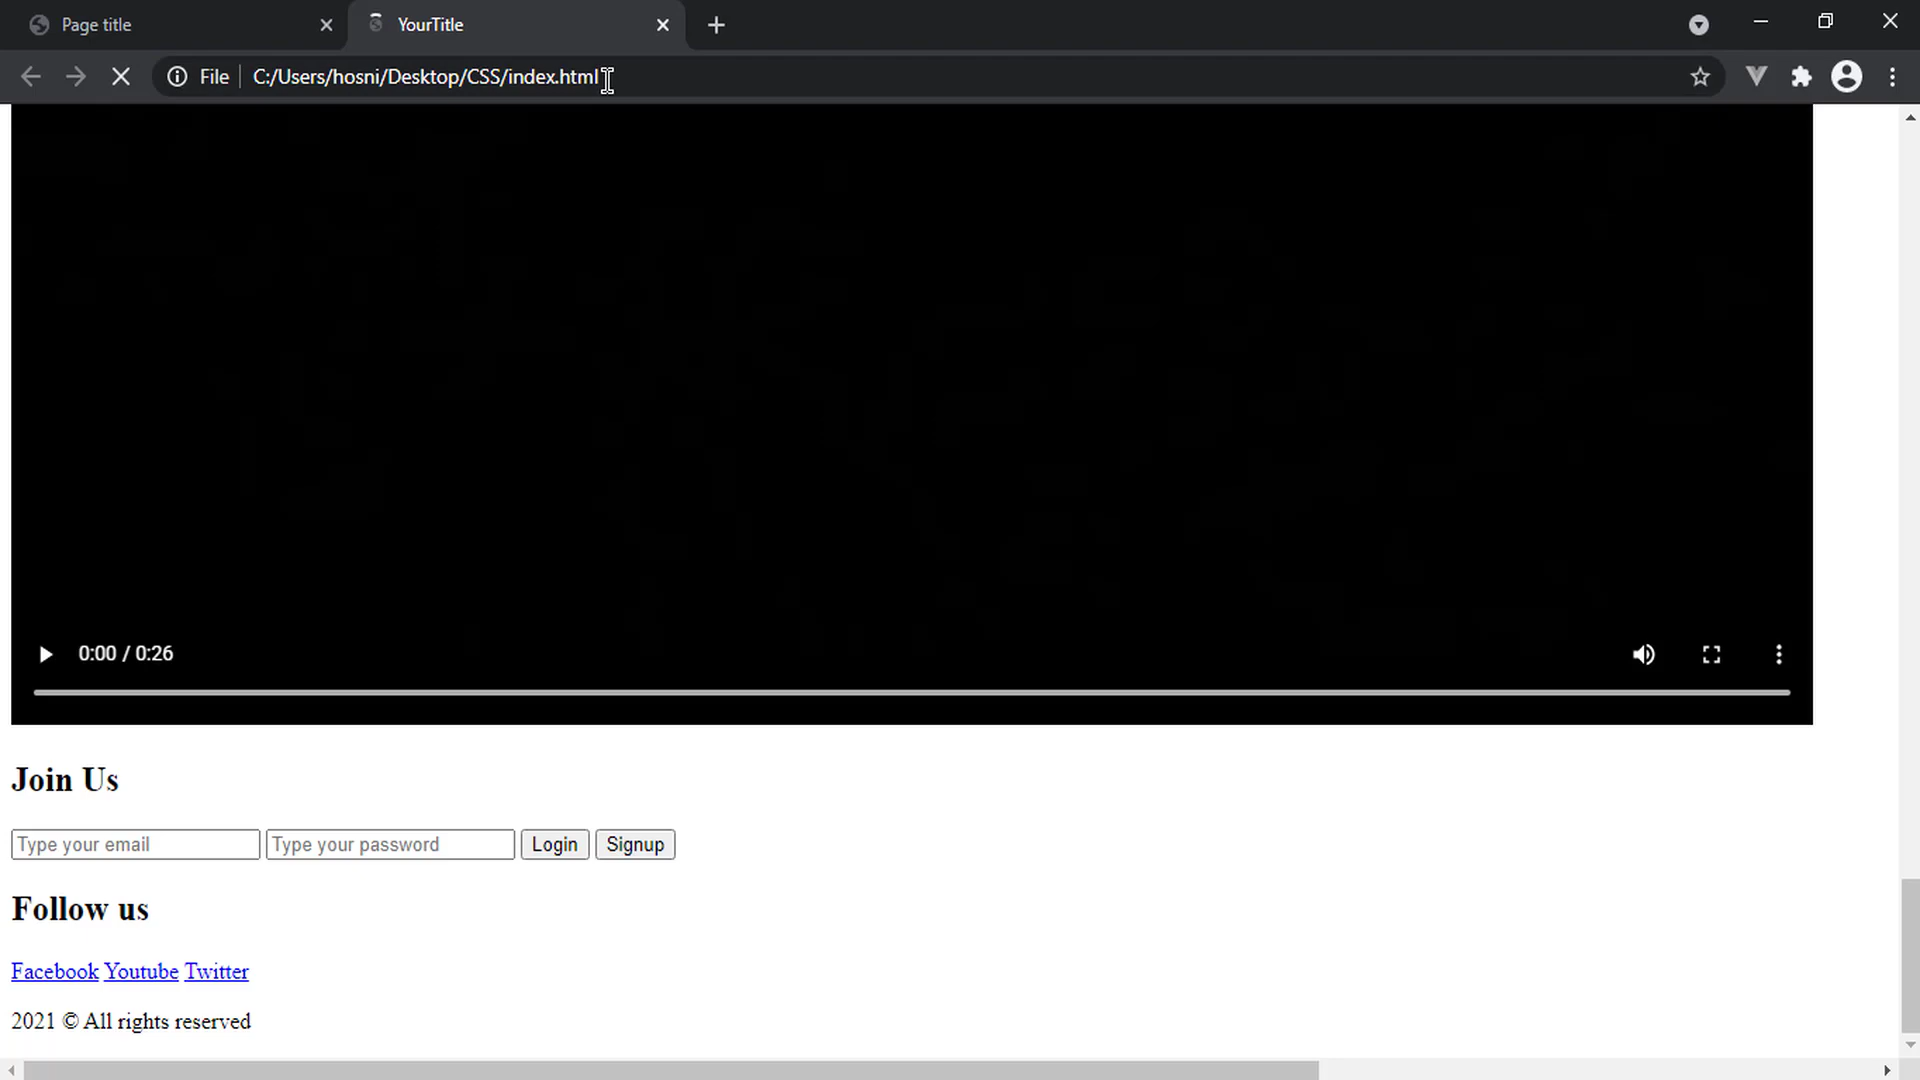 Page title
YourTitle
File
C:/Users/hosni/Desktop/CSS/index.html
0:00 / 0:26
Join Us
Type your email
Type your password
Login
Signup
Follow us
Facebook Youtube Twitter
2021 © All rights reserved